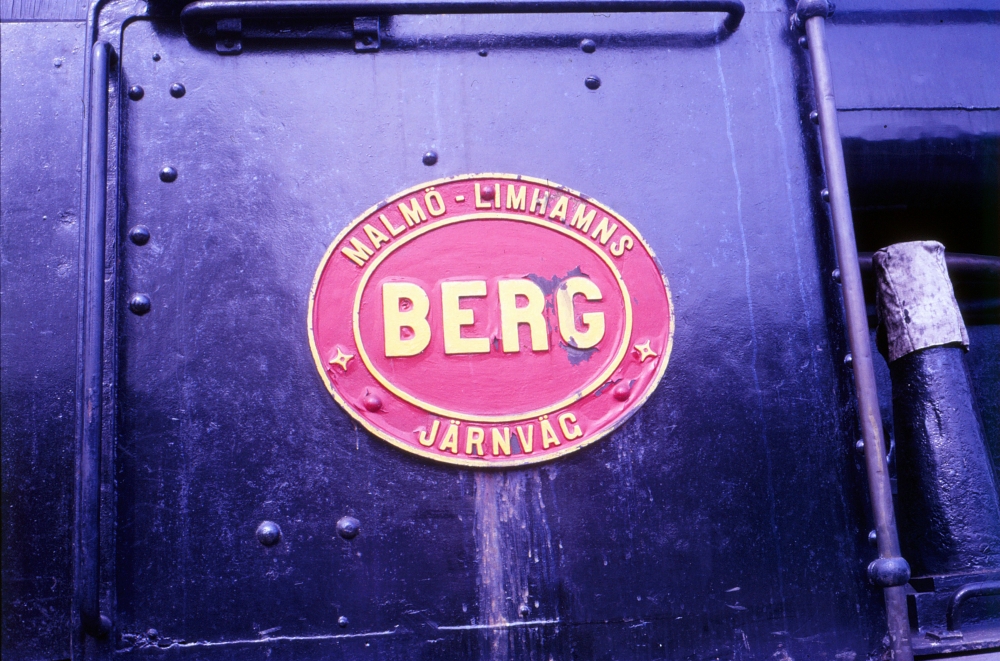 MALMÖ - LIMHAMNS
BERG
JÄRNVÄG